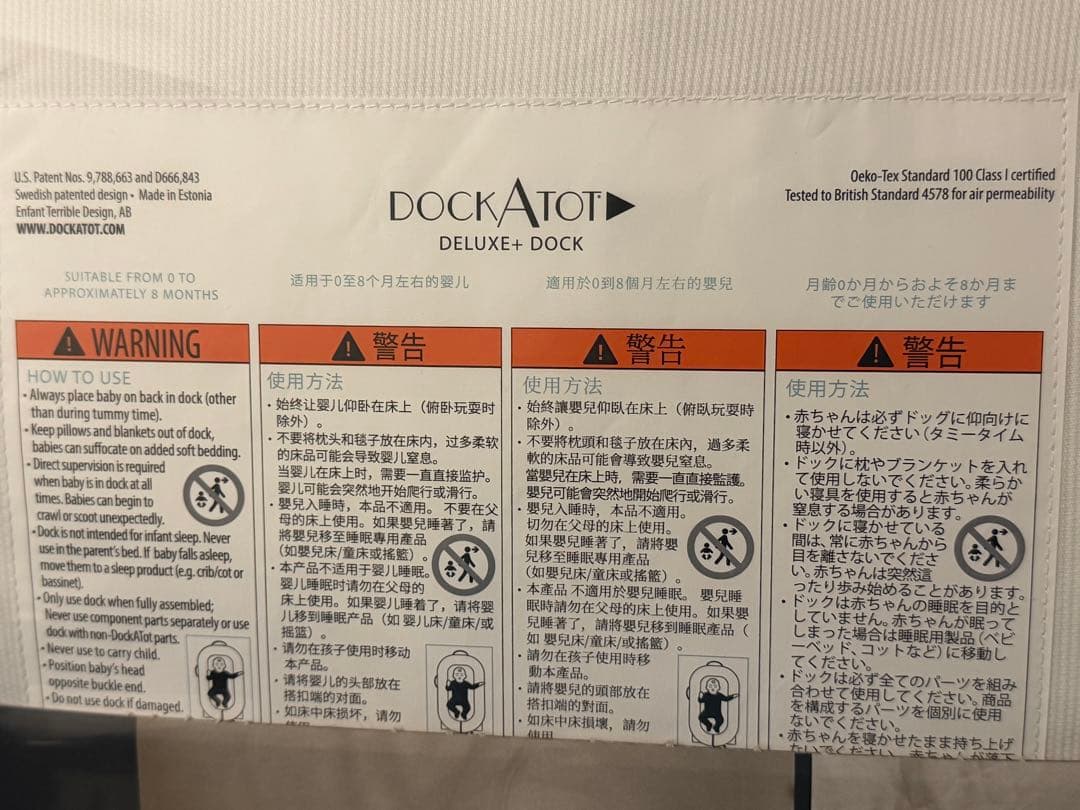 U.S. Patent Nos. 9,788,663 and D666,843
Swedish patented design • Made in Estonia
Enfant Terrible Design, AB
WWW.DOCKATOT.COM
DOCKATOT
DELUXE+ DOCK
Oeko-Tex Standard 100 Class I certified
Tested to British Standard 4578 for air permeability
SUITABLE FROM 0 TO
APPROXIMATELY 8 MONTHS
WARNING
HOW TO USE
• Always place baby on back in dock (other
than during tummy time).
• Keep pillows and blankets out of dock,
babies can suffocate on added soft bedding.
• Direct supervision is required
when baby is in dock at all
times. Babies can begin to
crawl or scoot unexpectedly.
• Dock is not intended for infant sleep. Never
use in the parent's bed. If baby falls asleep,
move them to a sleep product (e.g. crib/cot or
bassinet).
• Only use dock when fully assembled;
Never use component parts separately or use
dock with non-DockATot parts.
• Never use to carry child.
• Position baby's head
opposite buckle end.
• Do not use dock if damaged.
适用于0至8个月左右的婴儿
警告
使用方法
• 始终让婴儿仰卧在床上（俯卧玩耍时
除外）。
• 不要将枕头和毯子放在床内，过多柔软
的床品可能会导致婴儿窒息。
当婴儿在床上时，需要一直直接监护。
婴儿可能会突然地开始爬行或滑行。
• 嬰兒入睡時，本品不適用。 不要在父
母的床上使用。如果嬰兒睡著了，請
將嬰兒移至睡眠專用產品
（如嬰兒床/童床或搖籃）。
• 本产品不适用于婴儿睡眠。
婴儿睡眠时请勿在父母的
床上使用。如果婴儿睡着了，请将婴
儿移到睡眠产品（如 婴儿床/童床/或
摇篮）。
• 请勿在孩子使用时移动
本产品。
• 请将婴儿的头部放在
搭扣端的对面。
• 如床中床损坏，请勿
使用
適用於0到8個月左右的嬰兒
警告
使用方法
• 始終讓嬰兒仰臥在床上（俯臥玩耍時
除外）。
• 不要將枕頭和毯子放在床內，過多柔
軟的床品可能會導致嬰兒窒息。
當嬰兒在床上時，需要一直直接監護。
嬰兒可能會突然地開始爬行或滑行。
• 嬰兒入睡時，本品不適用。
切勿在父母的床上使用。
如果嬰兒睡著了，請將嬰
兒移至睡眠專用產品
（如嬰兒床/童床或搖籃）。
• 本產品 不適用於嬰兒睡眠。 嬰兒睡
眠時請勿在父母的床上使用。如果嬰
兒睡著了，請將嬰兒移到睡眠產品（
如 嬰兒床/童床/或搖籃）。
• 請勿在孩子使用時移
動本產品。
• 請將嬰兒的頭部放在
搭扣端的對面。
• 如床中床損壞，請勿
使用
月齢0か月からおよそ8か月ま
でご使用いただけます
警告
使用方法
• 赤ちゃんは必ずドッグに仰向けに
寝かせてください（タミータイム
時以外）。
• ドックに枕やブランケットを入れ
て使用しないでください。柔らか
い寝具を使用すると赤ちゃんが
窒息する場合があります。
• ドックに寝かせている
間は、常に赤ちゃんから
目を離さないでくださ
い。赤ちゃんは突然這
ったり歩み始めることがあります。
• ドックは赤ちゃんの睡眠を目的と
していません。赤ちゃんが眠って
しまった場合は睡眠用製品（ベビ
ーベッド、コットなど）に移動し
てください。
• ドックは必ず全てのパーツを組み
合わせて使用してください。商品
を構成するパーツを個別に使用
ないでください。
• 赤ちゃんを寝かせたまま持ち上げ
ないでください。赤ちゃんが落下